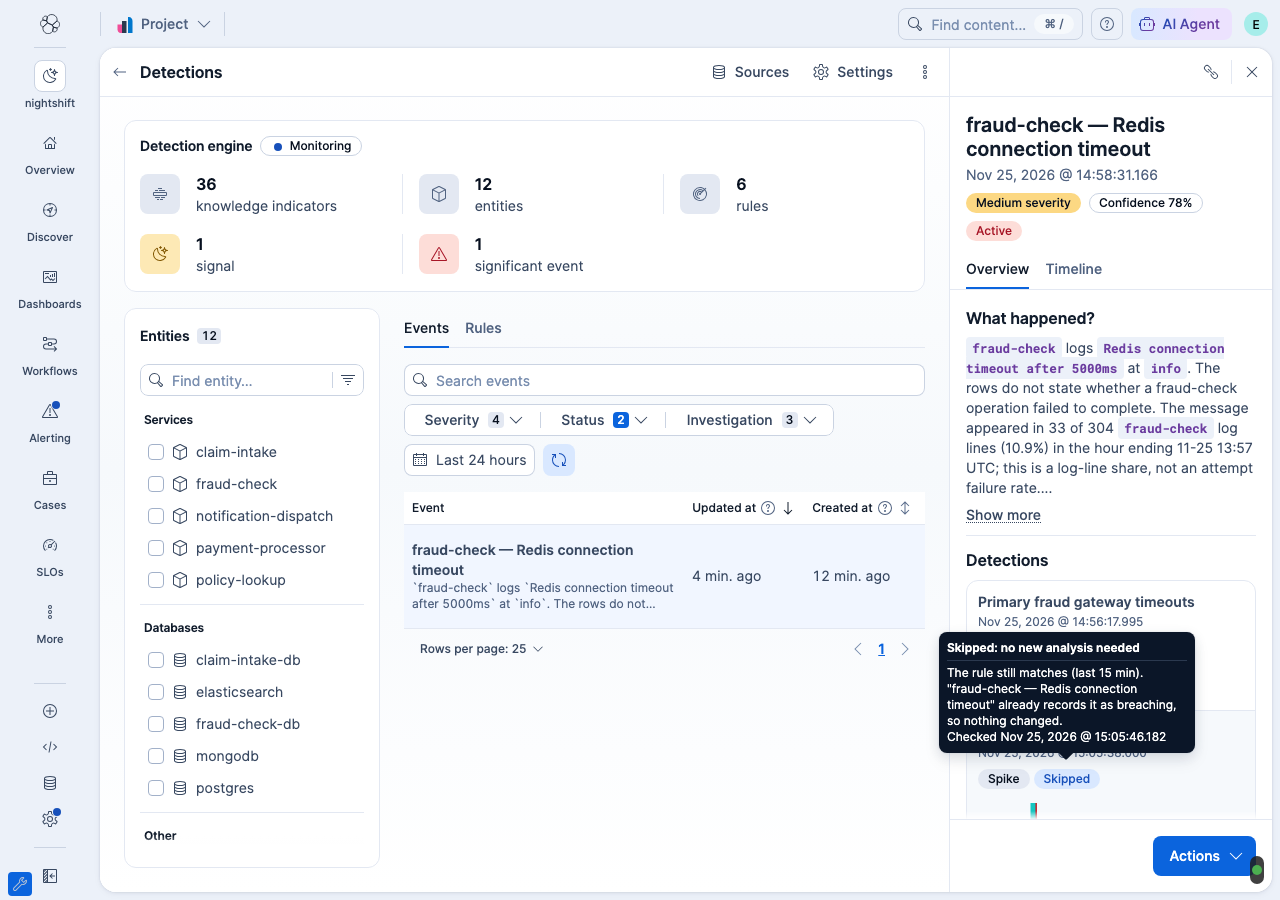 Project
Find content...
⌘ /
AI Agent
E
nightshift
Overview
Discover
Dashboards
Workflows
Alerting
Cases
SLOs
More
Detections
Sources
Settings
Detection engine
Monitoring
36
knowledge indicators
12
entities
6
rules
1
signal
1
significant event
Entities 12
Find entity...
Services
claim-intake
fraud-check
notification-dispatch
payment-processor
policy-lookup
Databases
claim-intake-db
elasticsearch
fraud-check-db
mongodb
postgres
Other
Events
Rules
Search events
Severity 4
Status 2
Investigation 3
Last 24 hours
Event
Updated at
Created at
fraud-check — Redis connection
timeout
`fraud-check` logs `Redis connection timeout
after 5000ms` at `info`. The rows do not...
4 min. ago
12 min. ago
Rows per page: 25
1
fraud-check — Redis
connection timeout
Nov 25, 2026 @ 14:58:31.166
Medium severity
Confidence 78%
Active
Overview
Timeline
What happened?
fraud-check logs Redis connection
timeout after 5000ms at info . The
rows do not state whether a fraud-check
operation failed to complete. The message
appeared in 33 of 304 fraud-check log
lines (10.9%) in the hour ending 11-25 13:57
UTC; this is a log-line share, not an attempt
failure rate....
Show more
Detections
Primary fraud gateway timeouts
Nov 25, 2026 @ 14:56:17.995
Skipped: no new analysis needed
The rule still matches (last 15 min).
"fraud-check — Redis connection
timeout" already records it as breaching,
so nothing changed.
Checked Nov 25, 2026 @ 15:05:46.182
Spike
Skipped
Actions